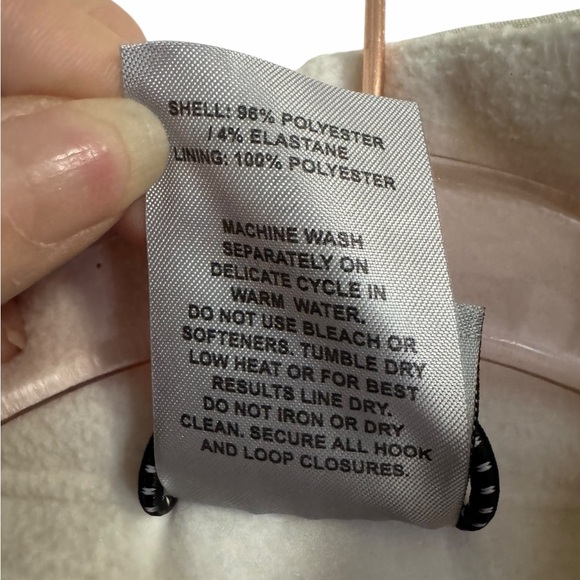 SHELL: 96% POLYESTER
/ 4% ELASTANE
LINING: 100% POLYESTER
MACHINE WASH
SEPARATELY ON
DELICATE CYCLE IN
WARM WATER.
DO NOT USE BLEACH OR
SOFTENERS. TUMBLE DRY
LOW HEAT OR FOR BEST
RESULTS LINE DRY.
DO NOT IRON OR DRY
CLEAN. SECURE ALL HOOK
AND LOOP CLOSURES.